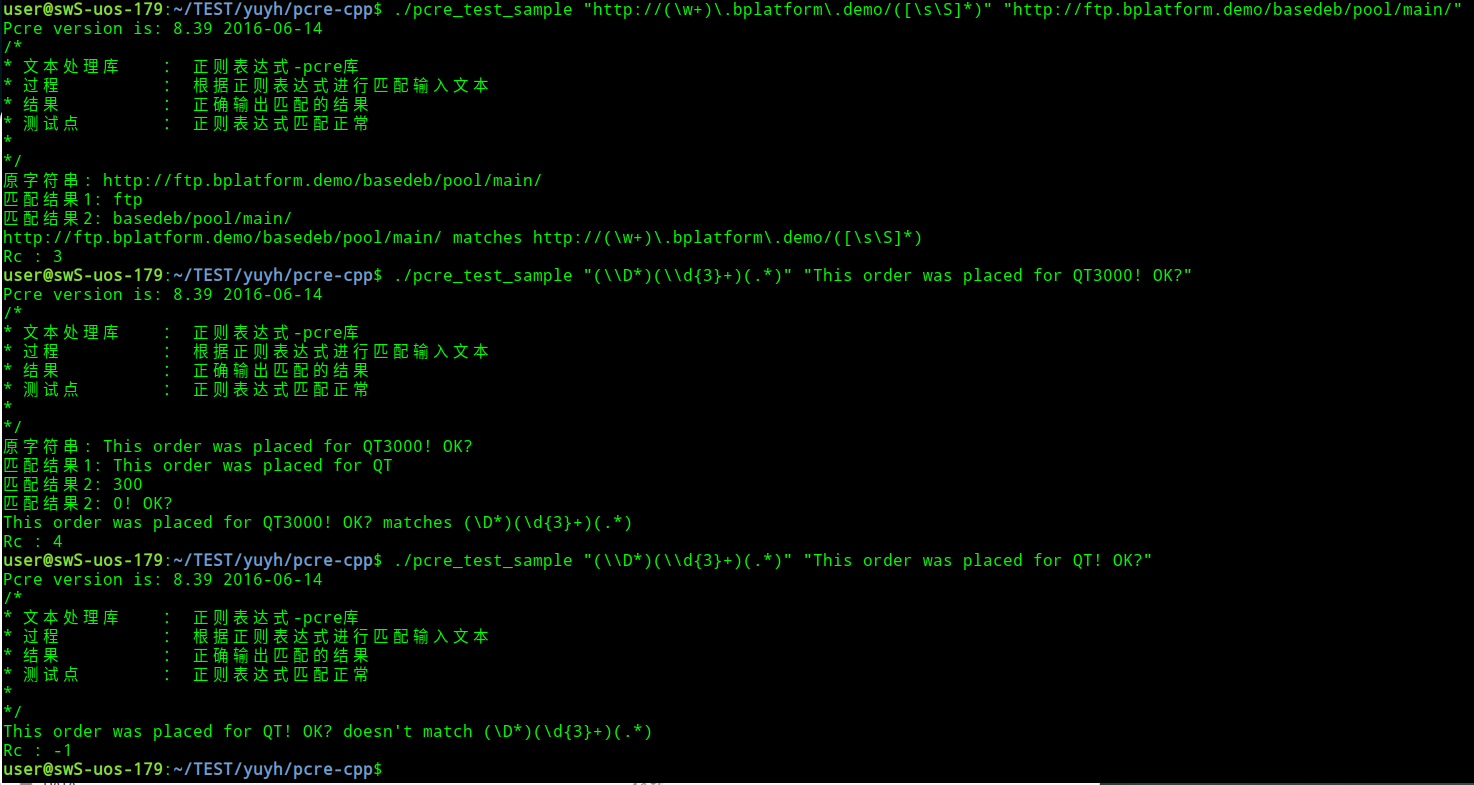 user@swS-uos-179:~/TEST/yuyh/pcre-cpp$ ./pcre_test_sample "http://(\w+)\.bplatform\.demo/([\s\S]*)" "http://ftp.bplatform.demo/basedeb/pool/main/"
Pcre version is: 8.39 2016-06-14
/*
* 文本处理库 : 正则表达式-pcre库
* 过程 : 根据正则表达式进行匹配输入文本
* 结果 : 正确输出匹配的结果
* 测试点 : 正则表达式匹配正常
*
*/
原字符串: http://ftp.bplatform.demo/basedeb/pool/main/
匹配结果1: ftp
匹配结果2: basedeb/pool/main/
http://ftp.bplatform.demo/basedeb/pool/main/ matches http://(\w+)\.bplatform\.demo/([\s\S]*)
Rc : 3
user@swS-uos-179:~/TEST/yuyh/pcre-cpp$ ./pcre_test_sample "(\\D*)(\\d{3}+)(.*)" "This order was placed for QT3000! OK?"
Pcre version is: 8.39 2016-06-14
/*
* 文本处理库 : 正则表达式-pcre库
* 过程 : 根据正则表达式进行匹配输入文本
* 结果 : 正确输出匹配的结果
* 测试点 : 正则表达式匹配正常
*
*/
原字符串: This order was placed for QT3000! OK?
匹配结果1: This order was placed for QT
匹配结果2: 300
匹配结果2: 0! OK?
This order was placed for QT3000! OK? matches (\D*)(\d{3}+)(.*)
Rc : 4
user@swS-uos-179:~/TEST/yuyh/pcre-cpp$ ./pcre_test_sample "(\\D*)(\\d{3}+)(.*)" "This order was placed for QT! OK?"
Pcre version is: 8.39 2016-06-14
/*
* 文本处理库 : 正则表达式-pcre库
* 过程 : 根据正则表达式进行匹配输入文本
* 结果 : 正确输出匹配的结果
* 测试点 : 正则表达式匹配正常
*
*/
This order was placed for QT! OK? doesn't match (\D*)(\d{3}+)(.*)
Rc : -1
user@swS-uos-179:~/TEST/yuyh/pcre-cpp$